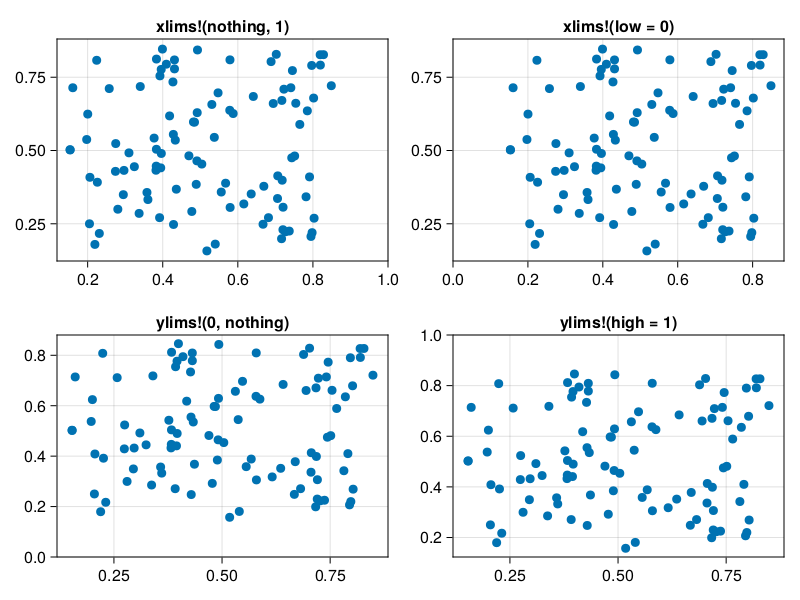 xlims!(nothing, 1)
0.75
0.50
0.25
0.2 0.4 0.6 0.8 1.0
xlims!(low = 0)
0.75
0.50
0.25
0.0 0.2 0.4 0.6 0.8
ylims!(0, nothing)
0.8
0.6
0.4
0.2
0.0
0.25 0.50 0.75
ylims!(high = 1)
1.0
0.8
0.6
0.4
0.2
0.25 0.50 0.75